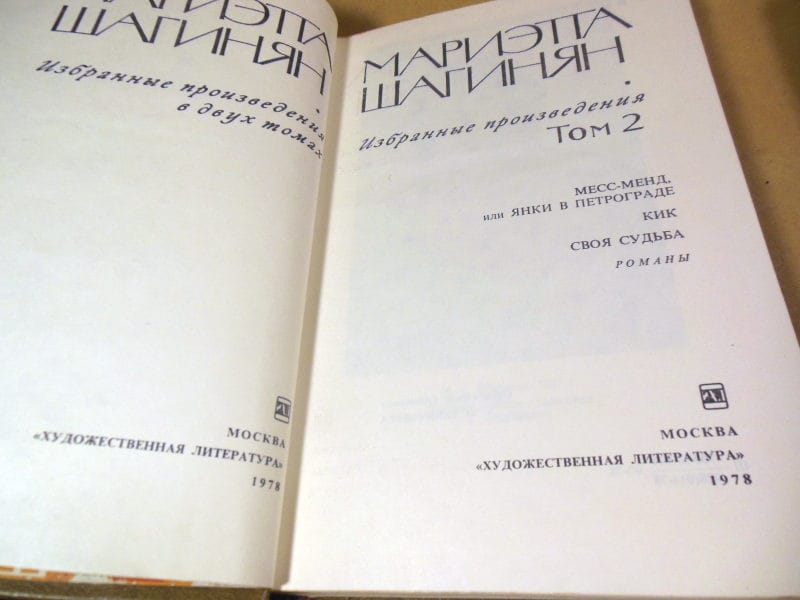 МАРИЭТТА
ШАГИНЯН
Избранные произведения
в двух томах
МОСКВА
«ХУДОЖЕСТВЕННАЯ ЛИТЕРАТУРА»
1978
МАРИЭТТА
ШАГИНЯН
Избранные произведения
Том 2
МЕСС-МЕНД,
или ЯНКИ В ПЕТРОГРАДЕ
КИК
СВОЯ СУДЬБА
РОМАНЫ
МОСКВА
«ХУДОЖЕСТВЕННАЯ ЛИТЕРАТУРА»
1978